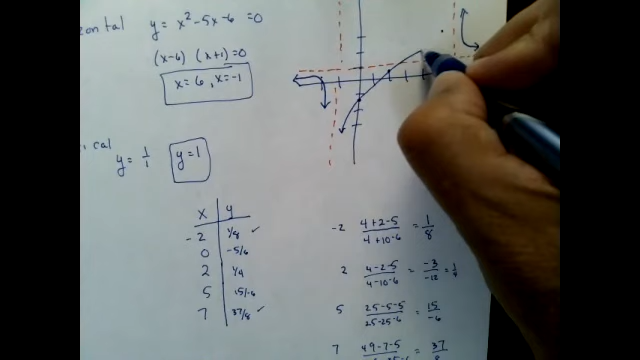 zontal y = x² - 5x - 6 = 0
(x-6) (x+1) = 0
x = 6, x = -1
cal y = 1/1 y = 1
x y
-2 1/8 ✓
0 -5/6
2 1/4
5 15/-6
7 37/8 ✓
-2 4+2-5/4+10-6 = 1/8
2 4-2-5/4-10-6 = -3/-12 = 1/4
5 25-5-5/25-25-6 = 15/-6
7 49-7-5 = 37/8